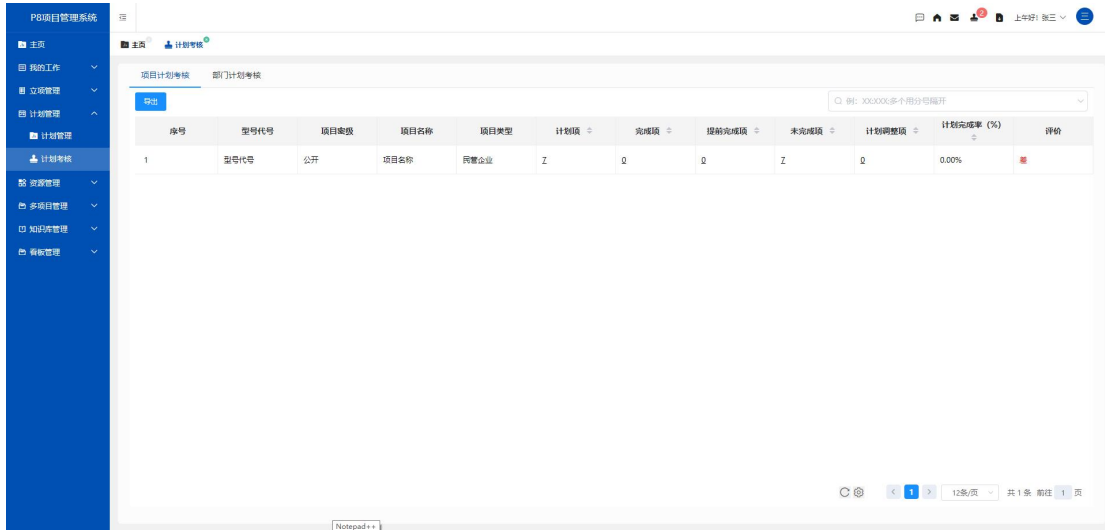 P8项目管理系统
2
上午好! 张三
三
主页
我的工作
立项管理
计划管理
计划管理
计划考核
资源管理
多项目管理
知识库管理
看板管理
主页 计划考核
项目计划考核 部门计划考核
导出
例: XX;XXX;多个用分号隔开
序号 型号代号 项目密级 项目名称 项目类型 计划项 完成项 提前完成项 未完成项 计划调整项 计划完成率 (%) 评价
1 型号代号 公开 项目名称 民营企业 7 0 0 7 0 0.00% 差
1 12条/页 共 1 条 前往 1 页
Notepad++